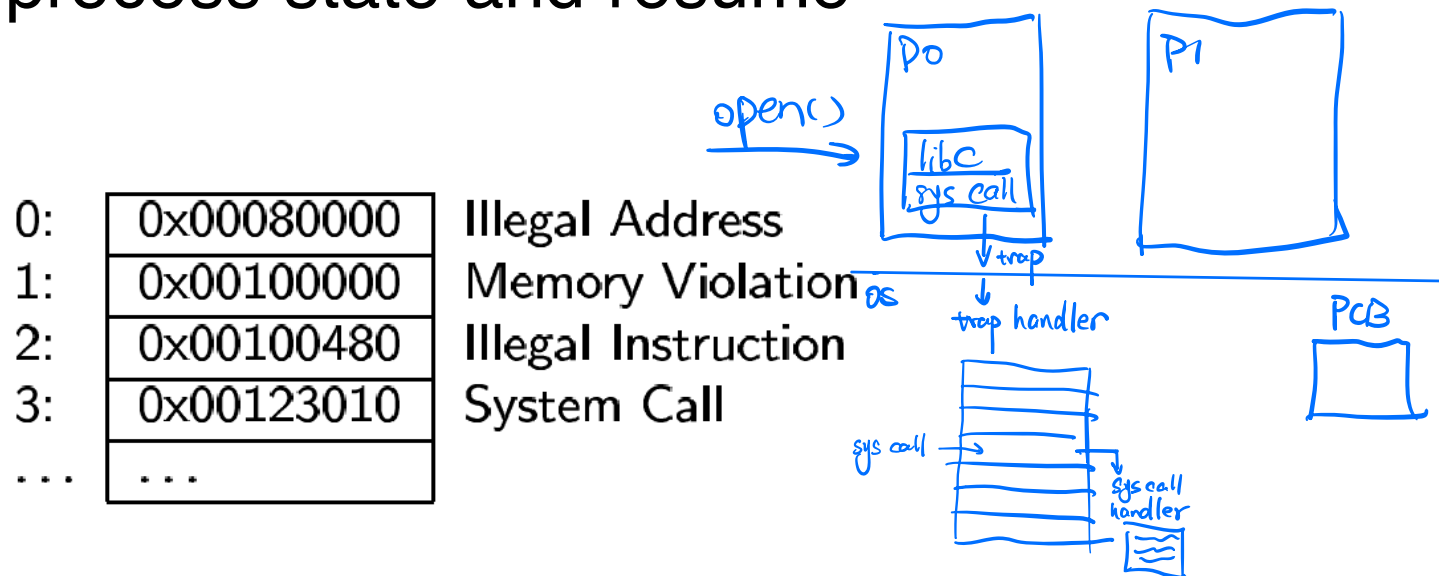 process state and resume
0: 0x00080000 Illegal Address
1: 0x00100000 Memory Violation
2: 0x00100480 Illegal Instruction
3: 0x00123010 System Call
... ...
open()
P0
libC
sys call
trap
P1
OS
trap handler
PCB
sys call
sys call
handler